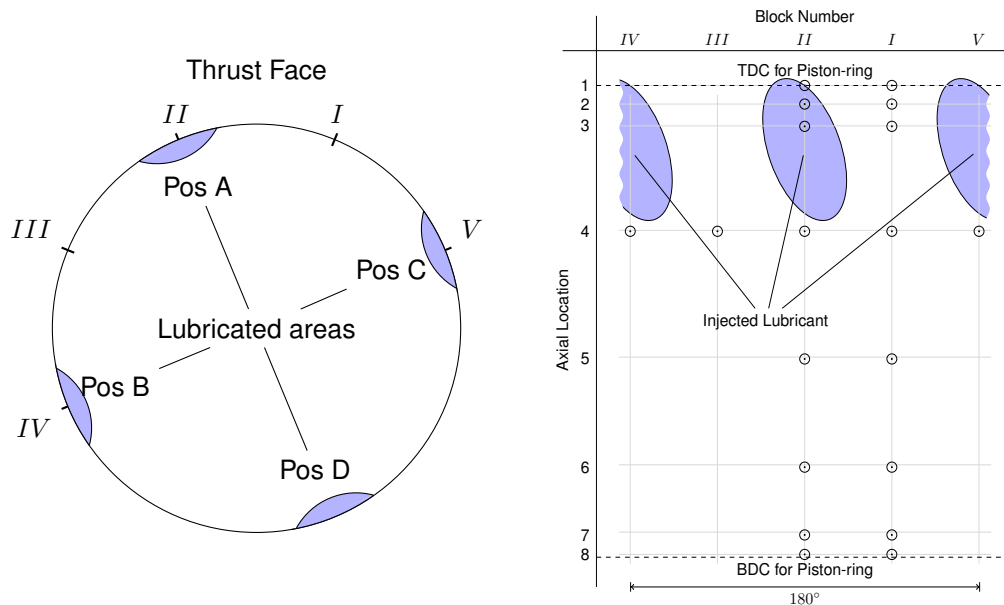 Thrust Face
II
I
Pos A
III
V
Pos C
Lubricated areas
Pos B
IV
Pos D
Block Number
IV III II I V
TDC for Piston-ring
1
2
3
4
Injected Lubricant
Axial Location
5
6
7
8
BDC for Piston-ring
180°